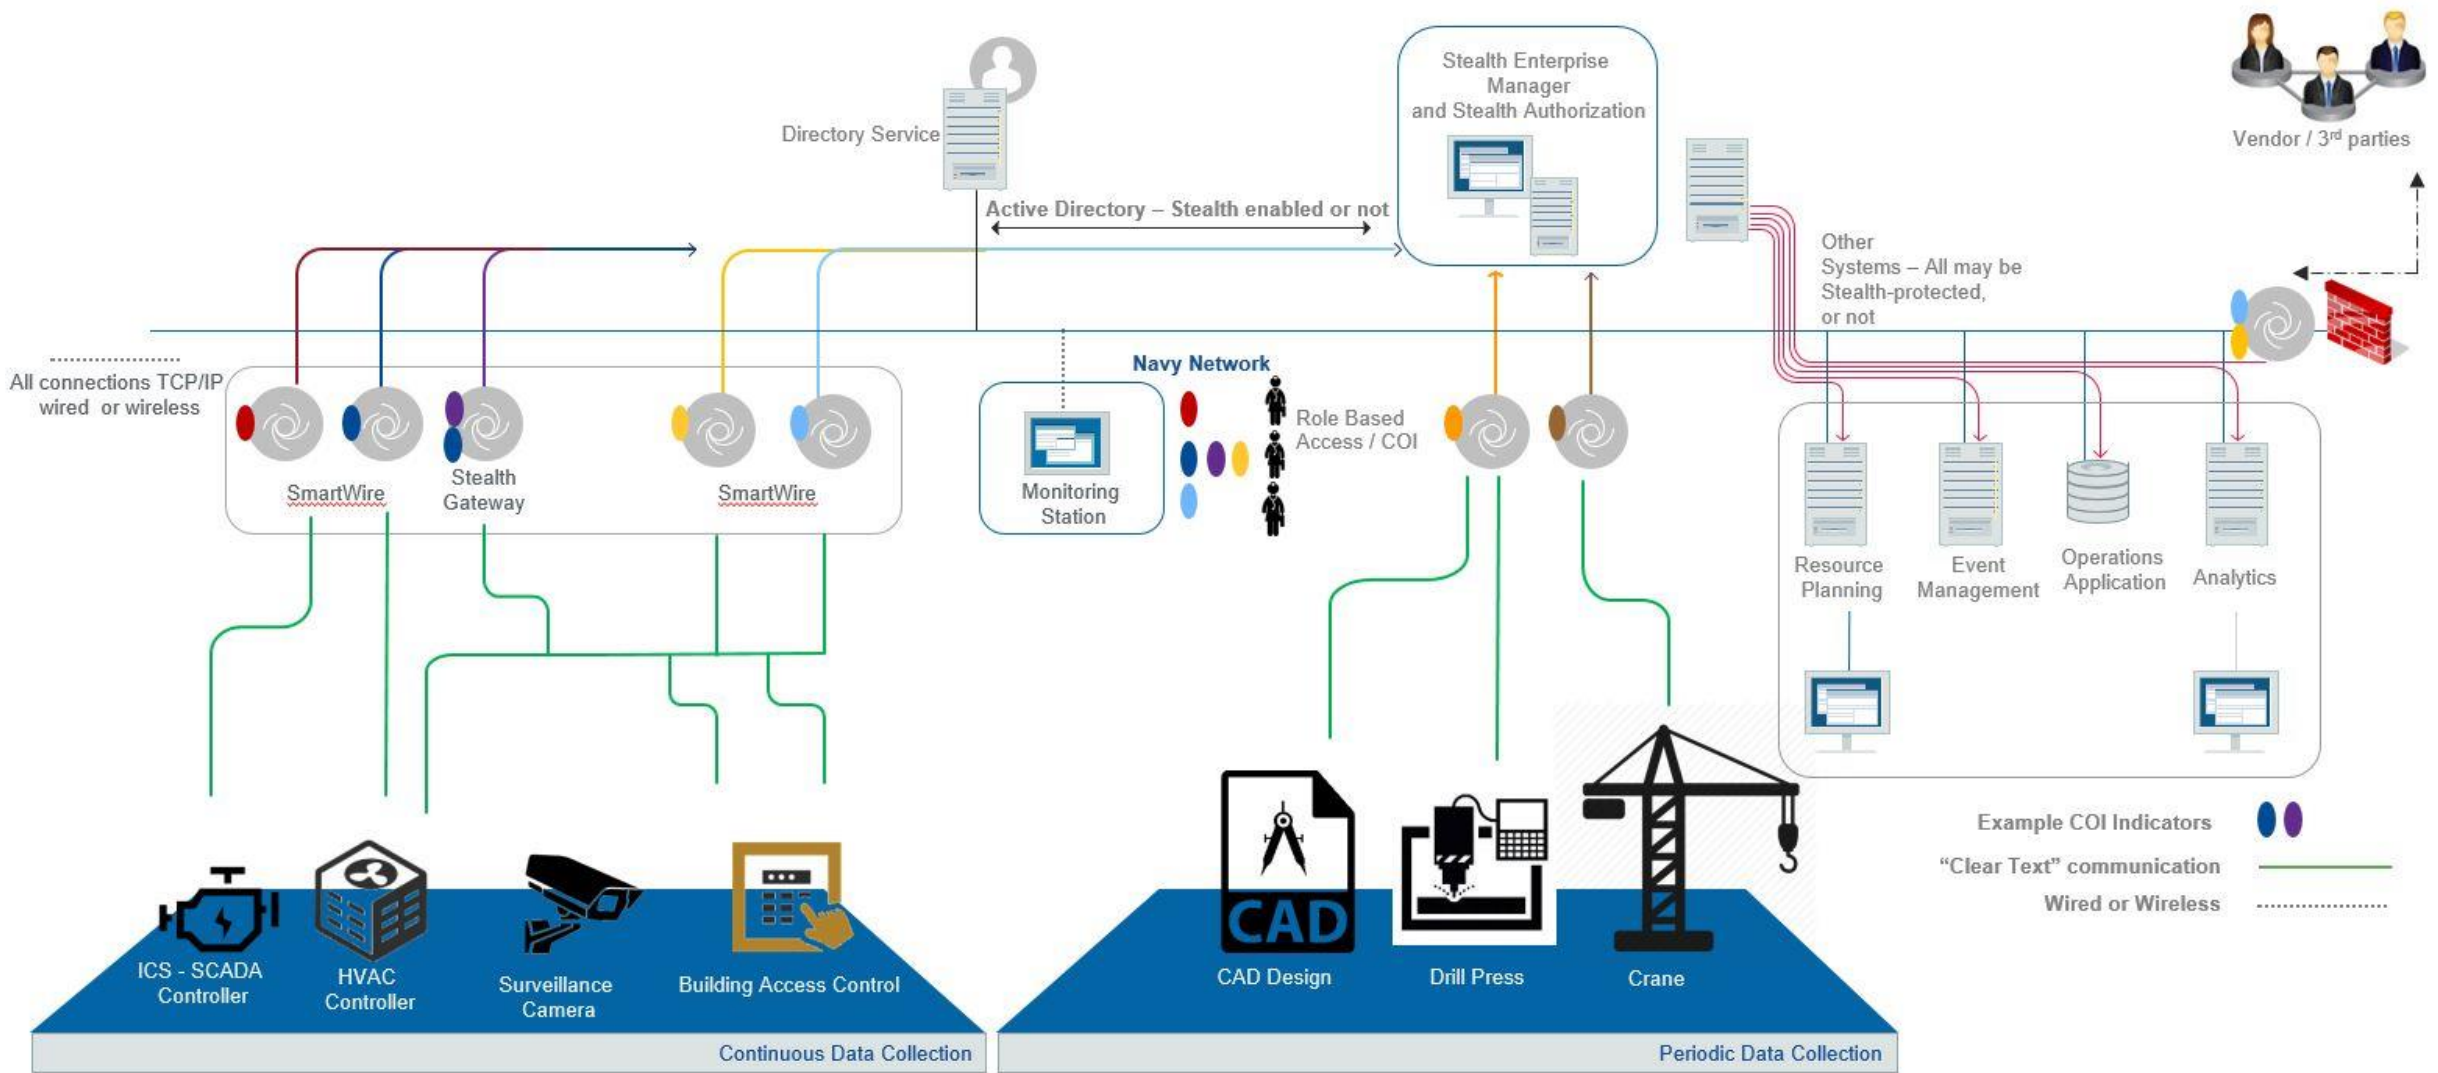 Stealth Enterprise
Manager
and Stealth Authorization
Directory Service
Vendor / 3rd parties
Active Directory – Stealth enabled or not
Other
Systems – All may be
Stealth-protected,
or not
All connections TCP/IP
wired or wireless
Navy Network
Role Based
Access / COI
SmartWire
Stealth
Gateway
SmartWire
Monitoring
Station
Resource
Planning
Event
Management
Operations
Application
Analytics
Example COI Indicators
“Clear Text” communication
Wired or Wireless
CAD
ICS - SCADA
Controller
HVAC
Controller
Surveillance
Camera
Building Access Control
CAD Design
Drill Press
Crane
Continuous Data Collection
Periodic Data Collection